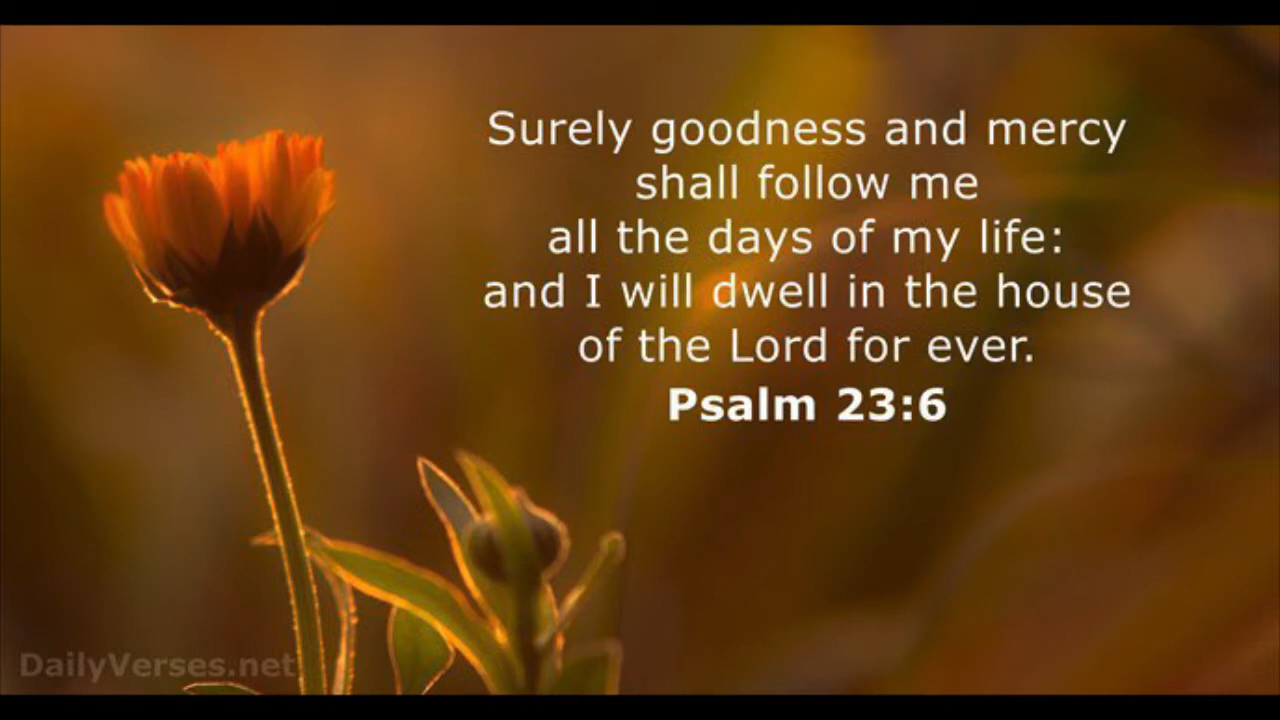 Surely goodness and mercy
shall follow me
all the days of my life:
and I will dwell in the house
of the Lord for ever.
Psalm 23:6
DailyVerses.net